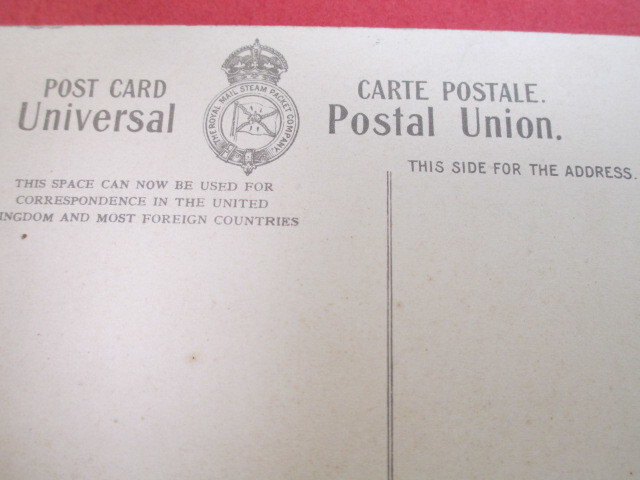 POST CARD
Universal
THE ROYAL MAIL STEAM PACKET COMPANY.
CARTE POSTALE.
Postal Union.
THIS SPACE CAN NOW BE USED FOR
CORRESPONDENCE IN THE UNITED
INGDOM AND MOST FOREIGN COUNTRIES
THIS SIDE FOR THE ADDRESS.